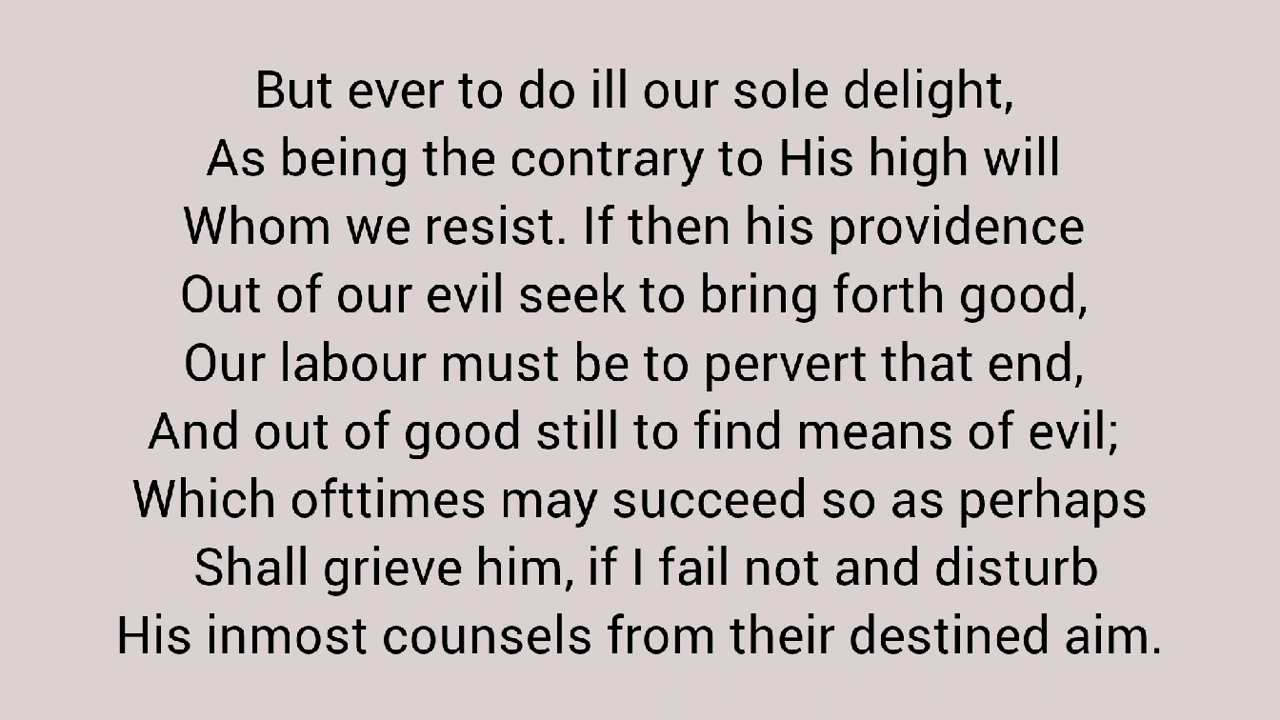 But ever to do ill our sole delight,
As being the contrary to His high will
Whom we resist. If then his providence
Out of our evil seek to bring forth good,
Our labour must be to pervert that end,
And out of good still to find means of evil;
Which ofttimes may succeed so as perhaps
Shall grieve him, if I fail not and disturb
His inmost counsels from their destined aim.